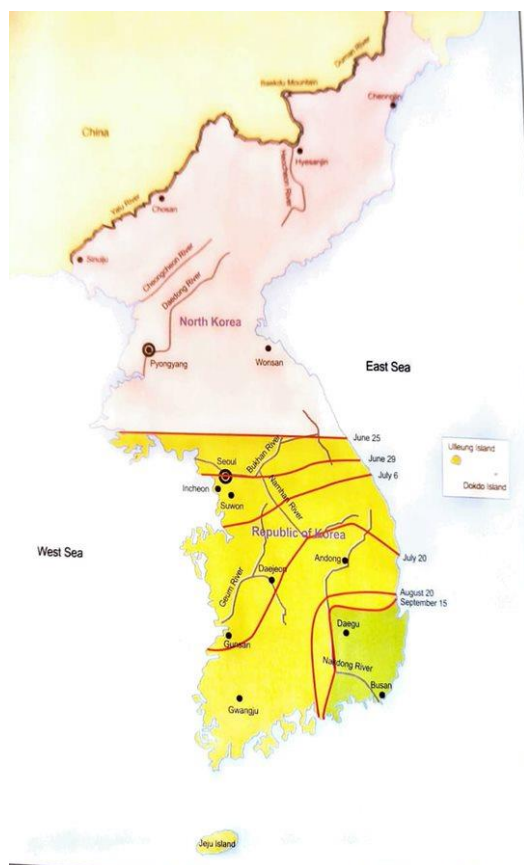 Duman River
Baekdu Mountain
Cheongjin
China
Hyesanjin
Heocheon River
Yalu River
Chosan
Sinuiju
Cheongcheon River
Daedong River
North Korea
Pyongyang
Wonsan
East Sea
June 25
Ulleung Island
Dokdo Island
Seoul
Bukhan River
June 29
July 6
Incheon
Suwon
Namhan River
Republic of Korea
West Sea
July 20
Andong
Daejeon
Geum River
August 20
September 15
Daegu
Gunsan
Nakdong River
Busan
Gwangju
Jeju Island